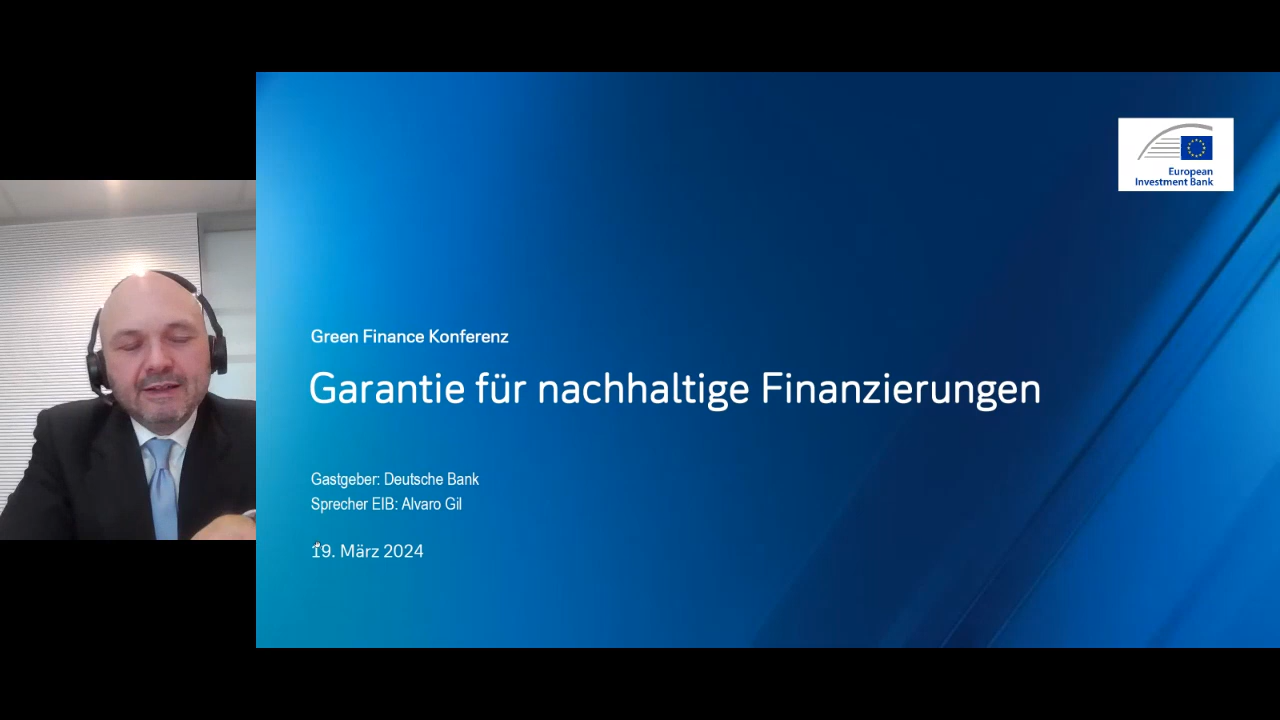 European
Investment Bank
Green Finance Konferenz
Garantie für nachhaltige Finanzierungen
Gastgeber: Deutsche Bank
Sprecher EIB: Alvaro Gil
19. März 2024